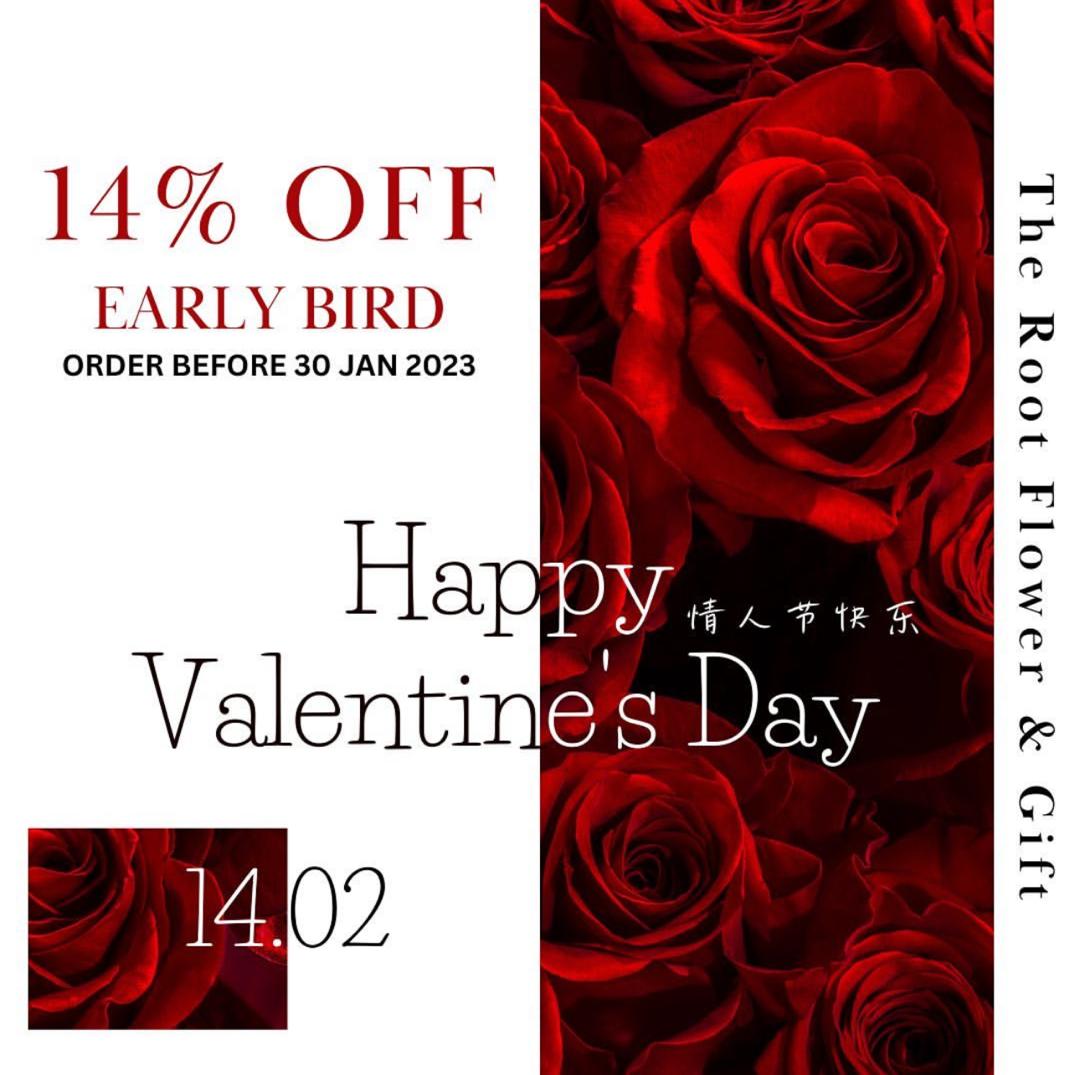 14% OFF
EARLY BIRD
ORDER BEFORE 30 JAN 2023
Happy
情人节快乐
Valentine's Day
14.02
The Root Flower & Gift